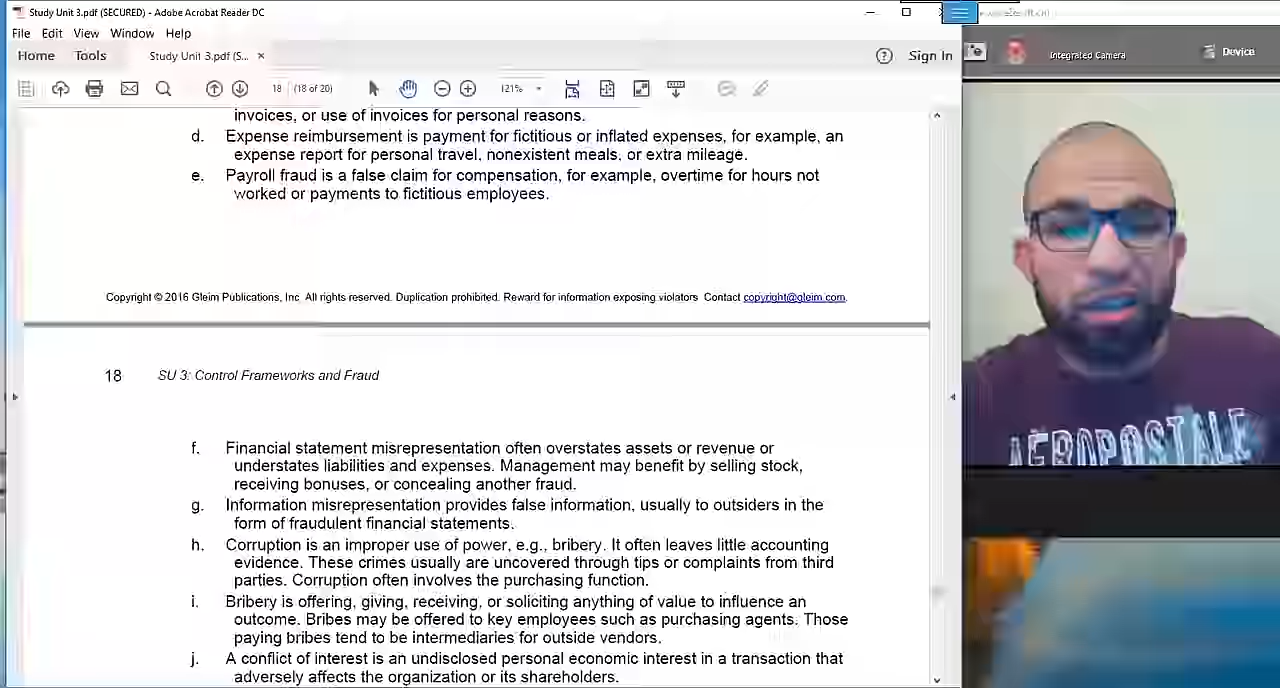 Study Unit 3.pdf (SECURED) - Adobe Acrobat Reader DC
File Edit View Window Help
Home Tools Study Unit 3.pdf (S... × ? Sign In
Integrated Camera Device
18 (18 of 20) 121%
invoices, or use of invoices for personal reasons.
d. Expense reimbursement is payment for fictitious or inflated expenses, for example, an
expense report for personal travel, nonexistent meals, or extra mileage.
e. Payroll fraud is a false claim for compensation, for example, overtime for hours not
worked or payments to fictitious employees.
Copyright © 2016 Gleim Publications, Inc. All rights reserved. Duplication prohibited. Reward for information exposing violators. Contact copyright@gleim.com.
18 SU 3: Control Frameworks and Fraud
f. Financial statement misrepresentation often overstates assets or revenue or
understates liabilities and expenses. Management may benefit by selling stock,
receiving bonuses, or concealing another fraud.
g. Information misrepresentation provides false information, usually to outsiders in the
form of fraudulent financial statements.
h. Corruption is an improper use of power, e.g., bribery. It often leaves little accounting
evidence. These crimes usually are uncovered through tips or complaints from third
parties. Corruption often involves the purchasing function.
i. Bribery is offering, giving, receiving, or soliciting anything of value to influence an
outcome. Bribes may be offered to key employees such as purchasing agents. Those
paying bribes tend to be intermediaries for outside vendors.
j. A conflict of interest is an undisclosed personal economic interest in a transaction that
adversely affects the organization or its shareholders.
AEROPOSTALE